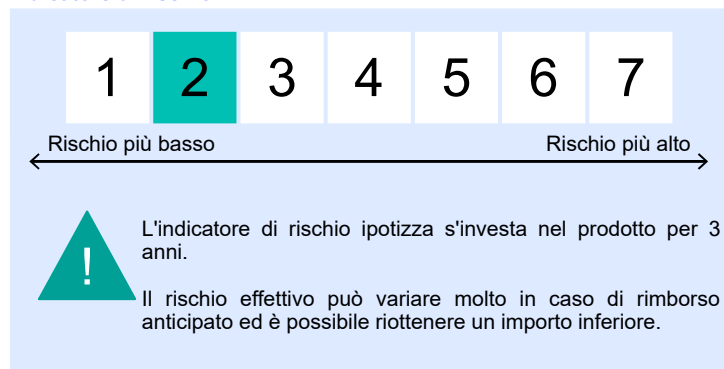 1 2 3 4 5 6 7
Rischio più basso Rischio più alto
!
L'indicatore di rischio ipotizza s'investa nel prodotto per 3
anni.
Il rischio effettivo può variare molto in caso di rimborso
anticipato ed è possibile riottenere un importo inferiore.